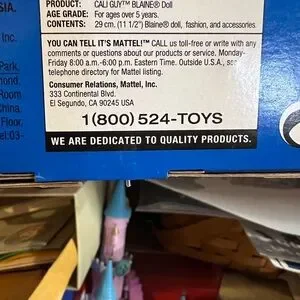 SIA.
PRODUCT: CALI GUY™ BLAINE® Doll
AGE GRADE: For ages over 5 years.
CONTENTS: 29 cm. (11 1/2") Blaine® doll, fashion, and accessories.
Inc.
Park,
mond.
Room
China.
Floor,
el:03-
YOU CAN TELL IT'S MATTEL!™ CALL us toll-free or write with any
comments or questions about our products or service, Monday-
Friday 8:00 a.m.-6:00 p.m. Eastern Time. Outside U.S.A., see
telephone directory for Mattel listing.
Consumer Relations, Mattel, Inc.
333 Continental Blvd.
El Segundo, CA 90245 USA
1 (800) 524-TOYS
WE ARE DEDICATED TO QUALITY PRODUCTS.